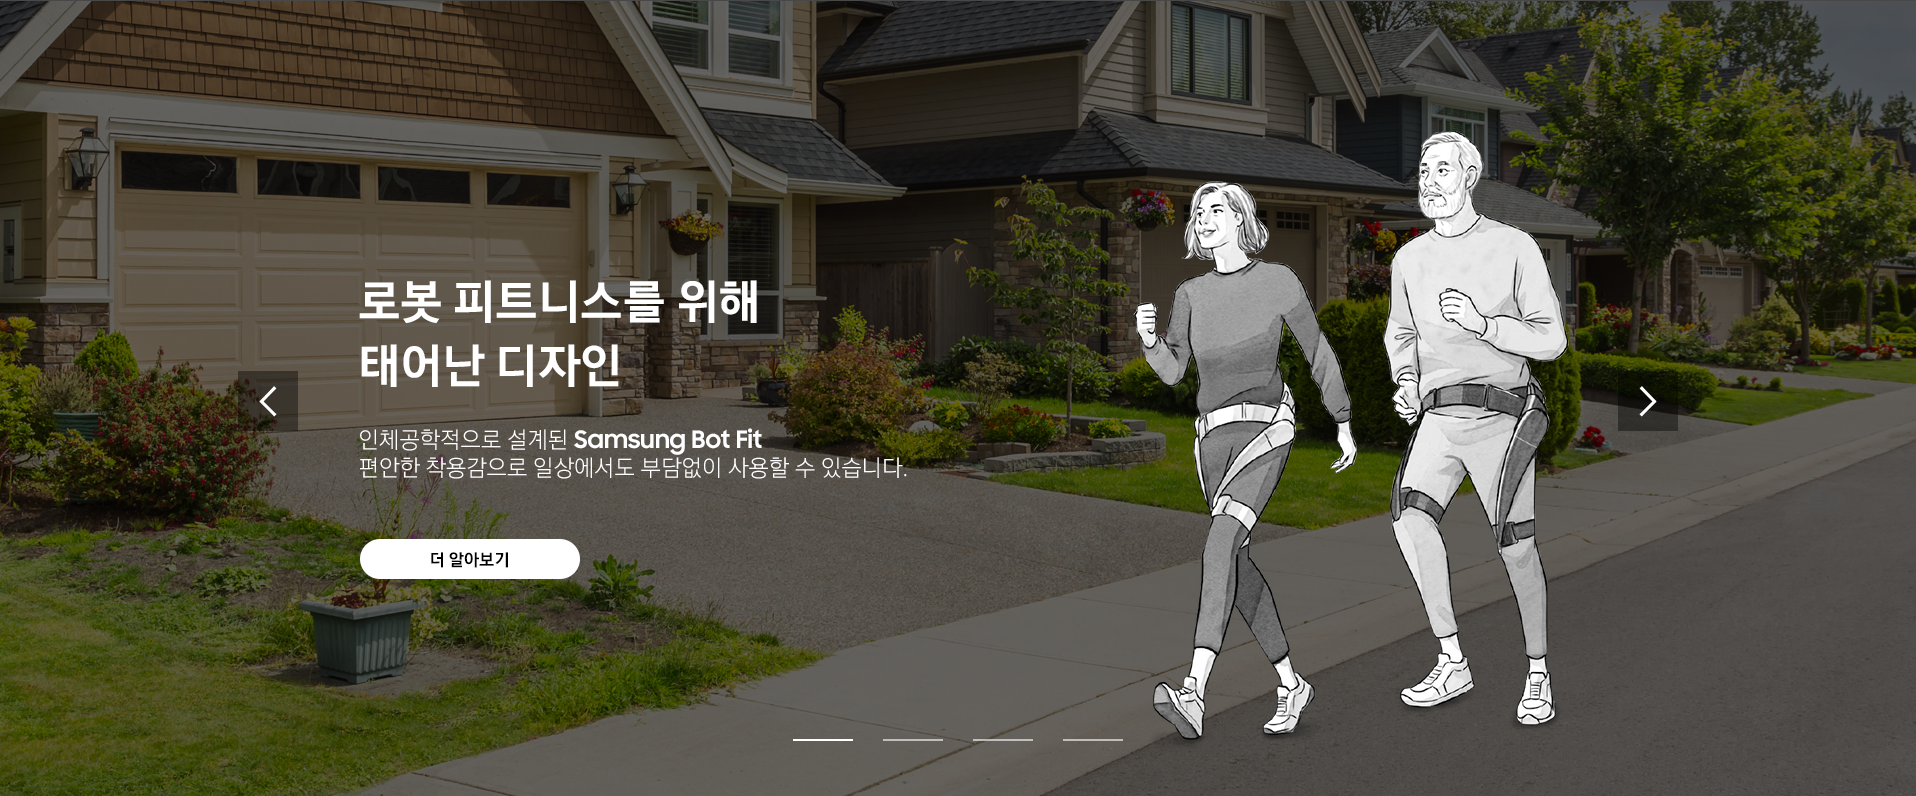 로봇 피트니스를 위해
태어난 디자인
인체공학적으로 설계된 Samsung Bot Fit
편안한 착용감으로 일상에서도 부담없이 사용할 수 있습니다.
더 알아보기